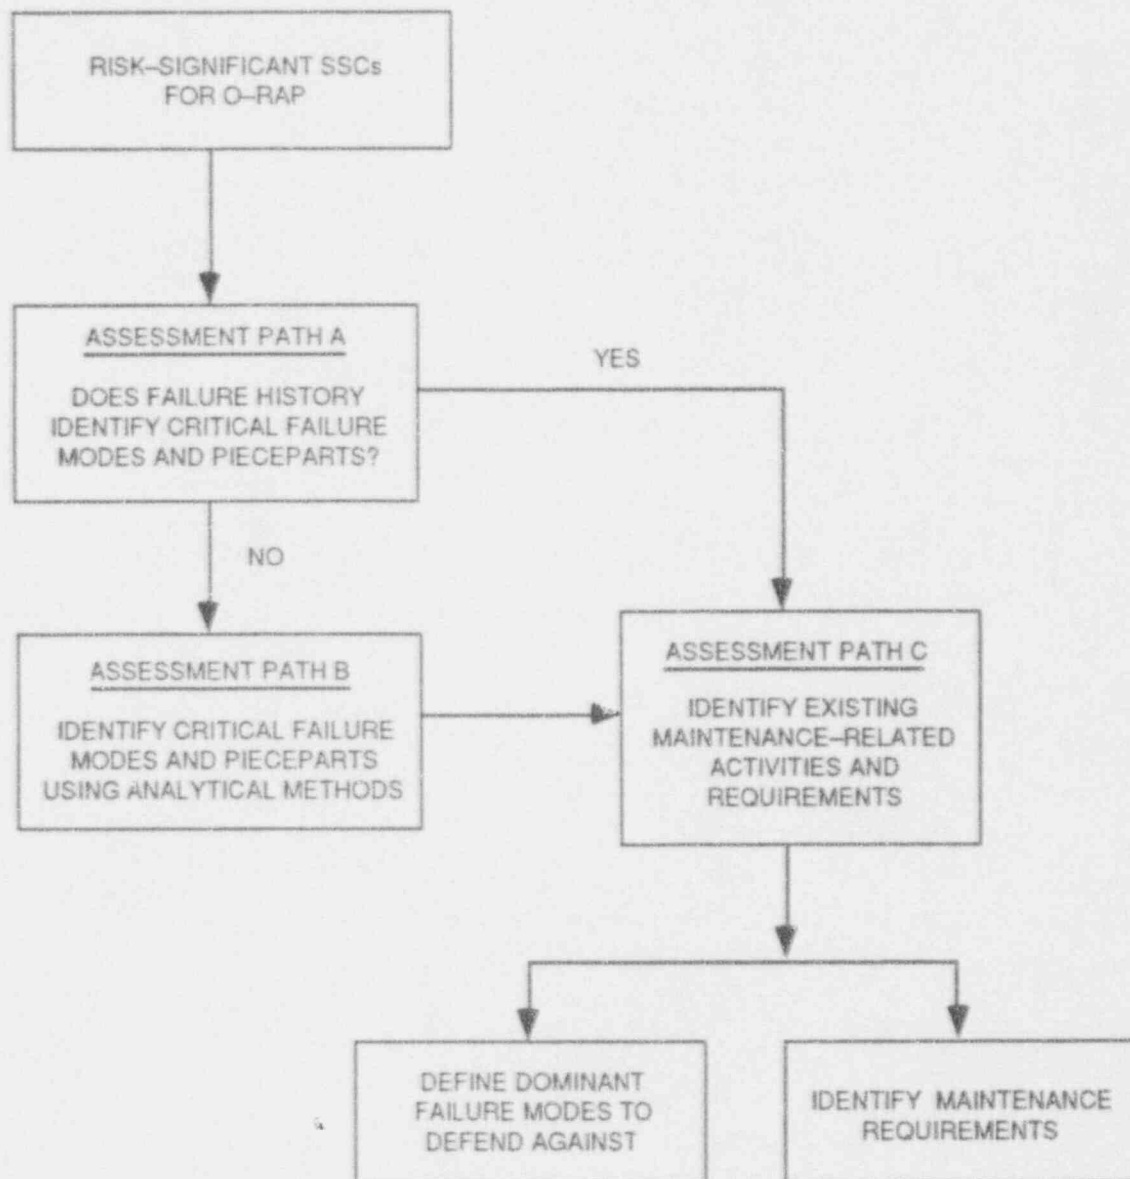 RISK–SIGNIFICANT SSCs
FOR O–RAP
ASSESSMENT PATH A
DOES FAILURE HISTORY
IDENTIFY CRITICAL FAILURE
MODES AND PIECEPARTS?
YES
NO
ASSESSMENT PATH B
IDENTIFY CRITICAL FAILURE
MODES AND PIECEPARTS
USING ANALYTICAL METHODS
ASSESSMENT PATH C
IDENTIFY EXISTING
MAINTENANCE–RELATED
ACTIVITIES AND
REQUIREMENTS
DEFINE DOMINANT
FAILURE MODES TO
DEFEND AGAINST
IDENTIFY MAINTENANCE
REQUIREMENTS